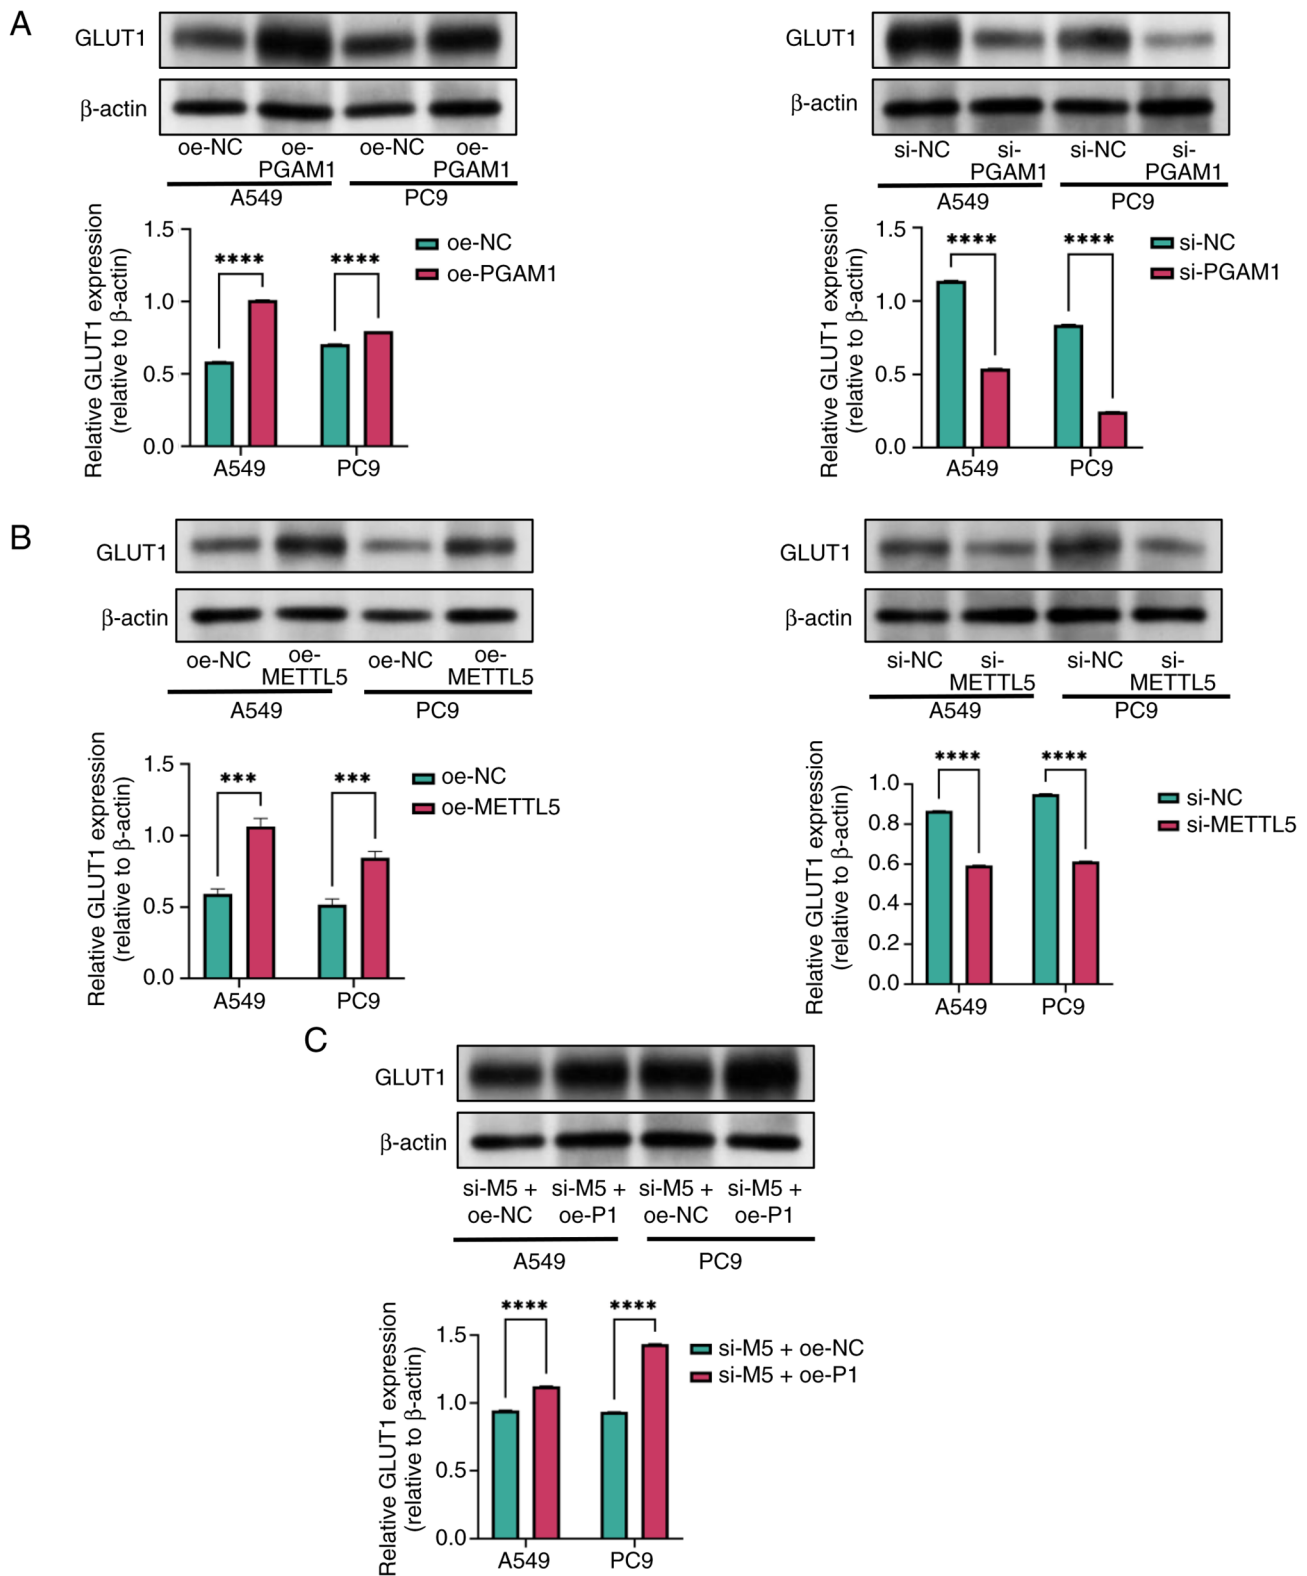 A
GLUT1
β-actin
oe-NC oe-PGAM1 oe-NC oe-PGAM1
A549 PC9
Relative GLUT1 expression
(relative to β-actin)
1.5
1.0
0.5
0.0
**** ****
A549 PC9
oe-NC
oe-PGAM1
GLUT1
β-actin
si-NC si-PGAM1 si-NC si-PGAM1
A549 PC9
Relative GLUT1 expression
(relative to β-actin)
1.5
1.0
0.5
0.0
**** ****
A549 PC9
si-NC
si-PGAM1
B
GLUT1
β-actin
oe-NC oe-METTL5 oe-NC oe-METTL5
A549 PC9
Relative GLUT1 expression
(relative to β-actin)
1.5
1.0
0.5
0.0
*** ***
A549 PC9
oe-NC
oe-METTL5
GLUT1
β-actin
si-NC si-METTL5 si-NC si-METTL5
A549 PC9
Relative GLUT1 expression
(relative to β-actin)
1.0
0.8
0.6
0.4
0.2
0.0
**** ****
A549 PC9
si-NC
si-METTL5
C
GLUT1
β-actin
si-M5 + si-M5 + si-M5 + si-M5 +
oe-NC oe-P1 oe-NC oe-P1
A549 PC9
Relative GLUT1 expression
(relative to β-actin)
1.5
1.0
0.5
0.0
**** ****
A549 PC9
si-M5 + oe-NC
si-M5 + oe-P1